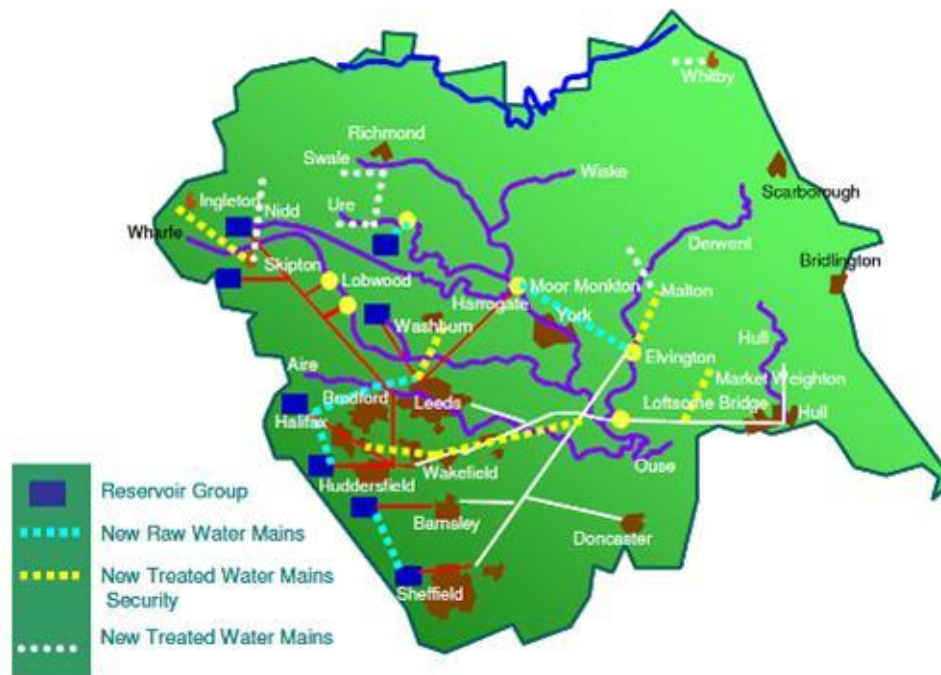 Whitby
Richmond
Swale
Wiske
Scarborough
Ingleton
Nidd
Ure
Wharfe
Derwent
Bridlington
Skipton
Lobwood
Moor Monkton
Malton
Harrogate
York
Washburn
Hull
Elvington
Aire
Market Weighton
Bradford
Leeds
Loftsome Bridge
Hull
Halifax
Ouse
Wakefield
Huddersfield
Barnsley
Doncaster
Sheffield
Reservoir Group
New Raw Water Mains
New Treated Water Mains
Security
New Treated Water Mains